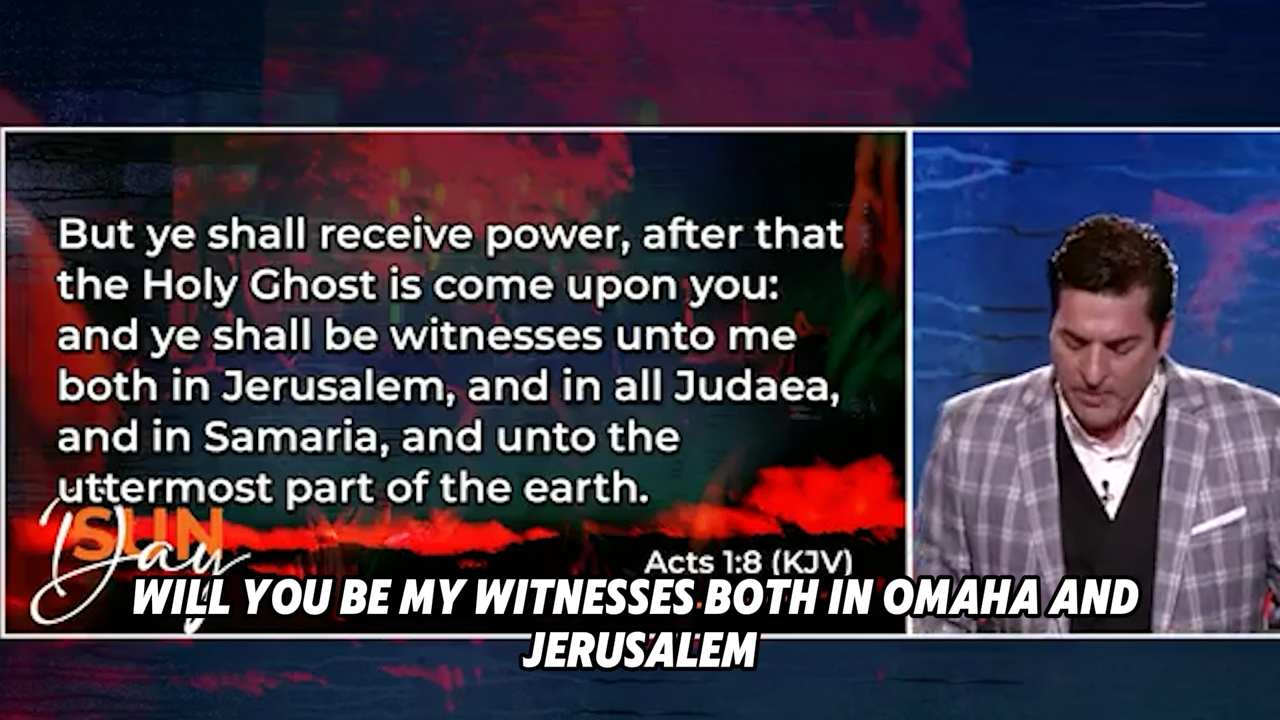 But ye shall receive power, after that
the Holy Ghost is come upon you:
and ye shall be witnesses unto me
both in Jerusalem, and in all Judaea,
and in Samaria, and unto the
uttermost part of the earth.
SUN
Day
Acts 1:8 (KJV)
WILL YOU BE MY WITNESSES BOTH IN OMAHA AND
JERUSALEM